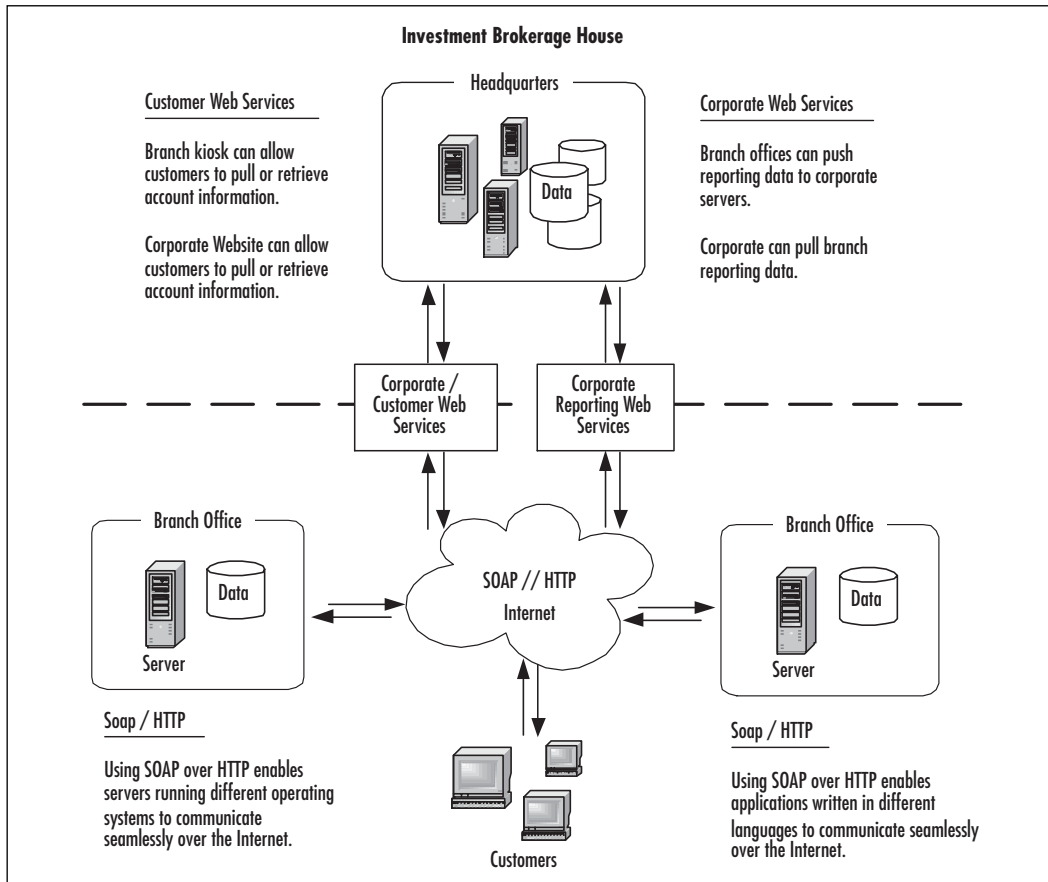 Investment Brokerage House
Headquarters
Data
Customer Web Services
Branch kiosk can allow
customers to pull or retrieve
account information.
Corporate Website can allow
customers to pull or retrieve
account information.
Corporate Web Services
Branch offices can push
reporting data to corporate
servers.
Corporate can pull branch
reporting data.
Corporate /
Customer Web
Services
Corporate
Reporting Web
Services
Branch Office
Data
Server
SOAP // HTTP
Internet
Branch Office
Data
Server
Soap / HTTP
Using SOAP over HTTP enables
servers running different operating
systems to communicate
seamlessly over the Internet.
Customers
Soap / HTTP
Using SOAP over HTTP enables
applications written in different
languages to communicate seamlessly
over the Internet.